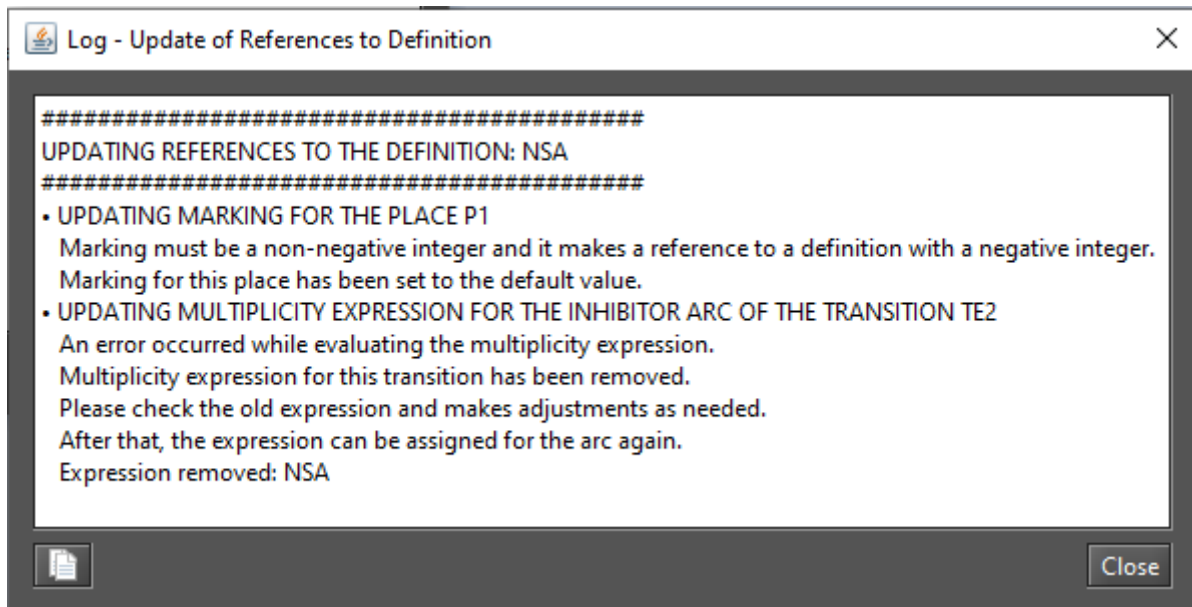 Log - Update of References to Definition
###########################################
UPDATING REFERENCES TO THE DEFINITION: NSA
###########################################
• UPDATING MARKING FOR THE PLACE P1
Marking must be a non-negative integer and it makes a reference to a definition with a negative integer.
Marking for this place has been set to the default value.
• UPDATING MULTIPLICITY EXPRESSION FOR THE INHIBITOR ARC OF THE TRANSITION TE2
An error occurred while evaluating the multiplicity expression.
Multiplicity expression for this transition has been removed.
Please check the old expression and makes adjustments as needed.
After that, the expression can be assigned for the arc again.
Expression removed: NSA
Close